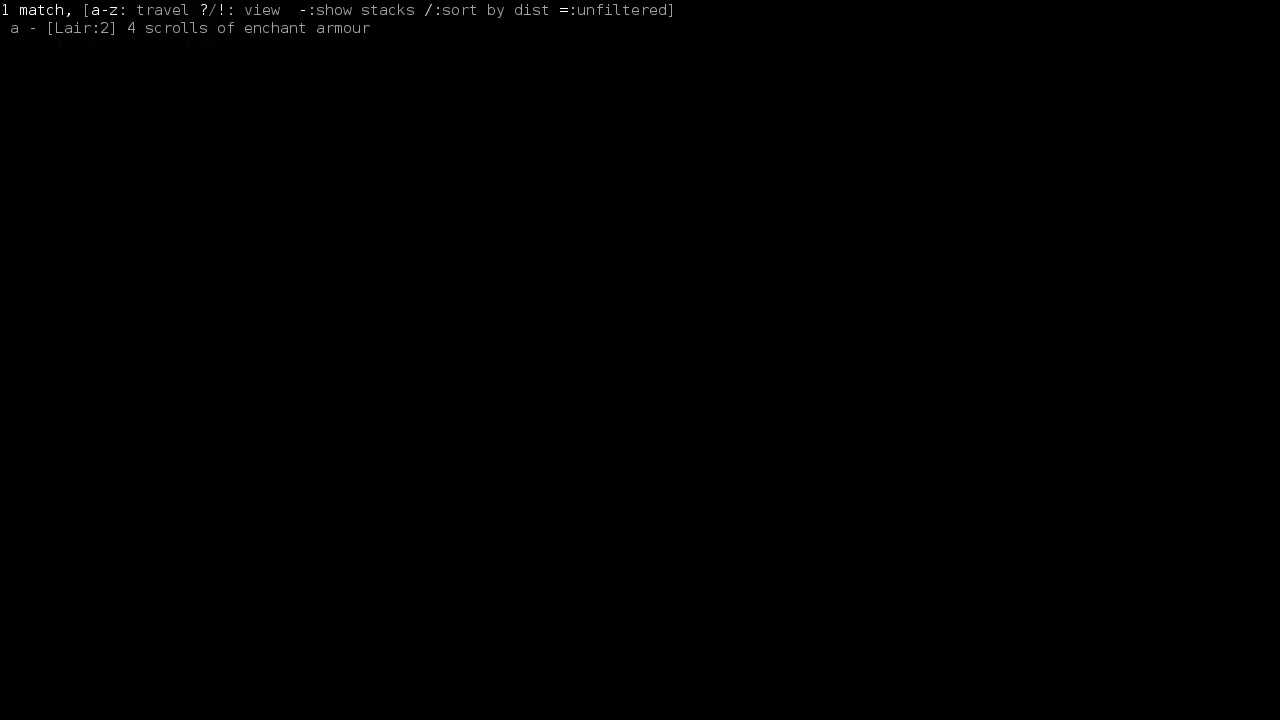 1 match, [a-z: travel ?/!: view  -:show stacks /:sort by dist =:unfiltered]
a - [Lair:2] 4 scrolls of enchant armour